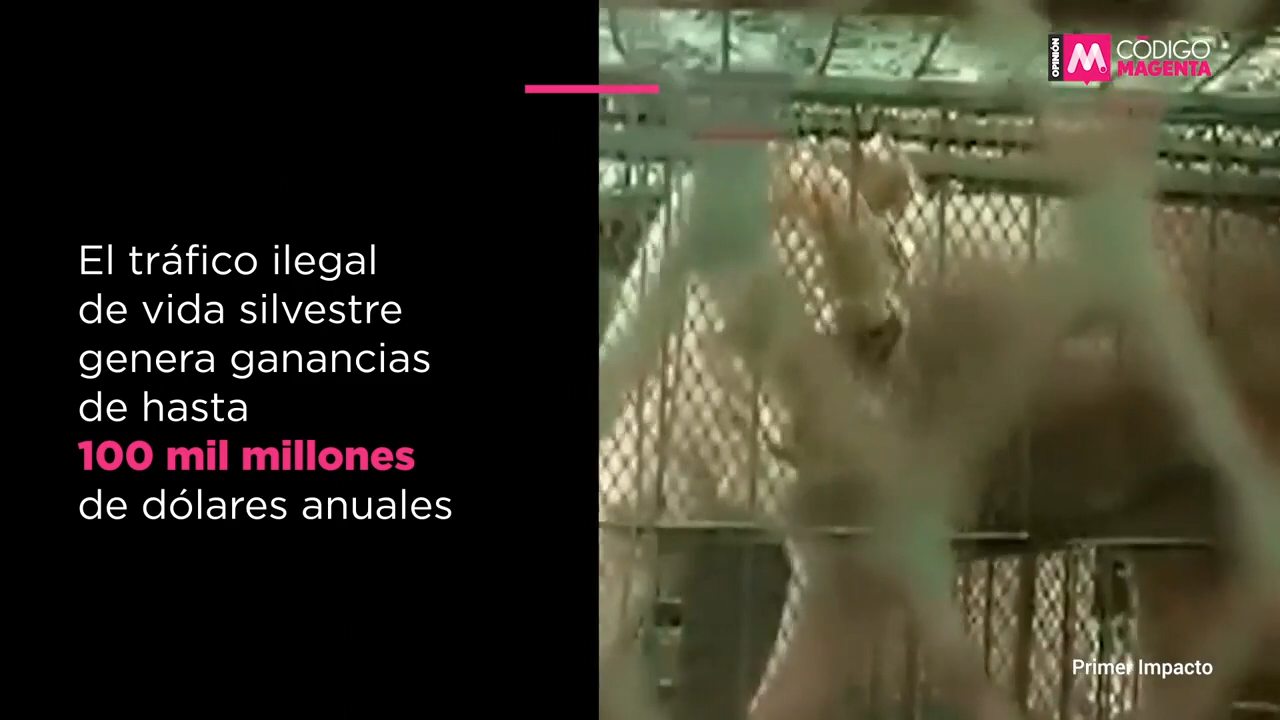 OPINIÓN
M
CÓDIGO
MAGENTA
El tráfico ilegal
de vida silvestre
genera ganancias
de hasta
100 mil millones
de dólares anuales
Primer Impacto